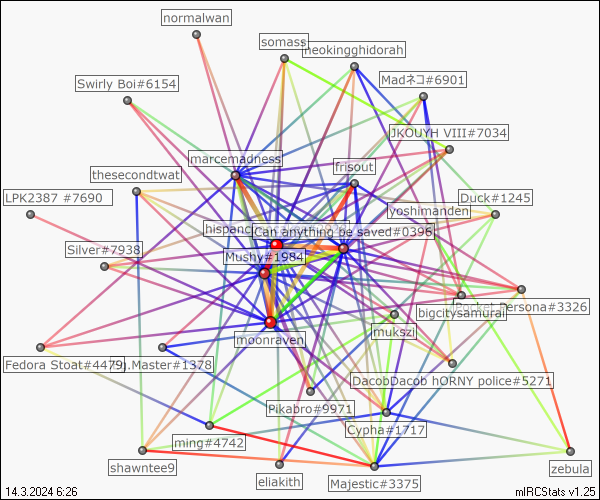 normalwan
somass
neokingghidorah
Swirly Boi#6154
Madネコ#6901
JKOUYH VIII#7034
marcemadness
frisout
thesecondtwat
LPK2387 #7690
Duck#1245
yoshimanden
hispanc
Can anything be saved#0396
Silver#7938
Mushy#1984
Persona#3326
bigcitysamurai
mukszi
moonraven
Fedora Stoat#4479
.Master#1378
DacobDacob hORNY police#5271
Pikabro#9971
Cypha#1717
ming#4742
shawntee9
eliakith
Majestic#3375
zebula
14.3.2024 6:26
mIRCStats v1.25